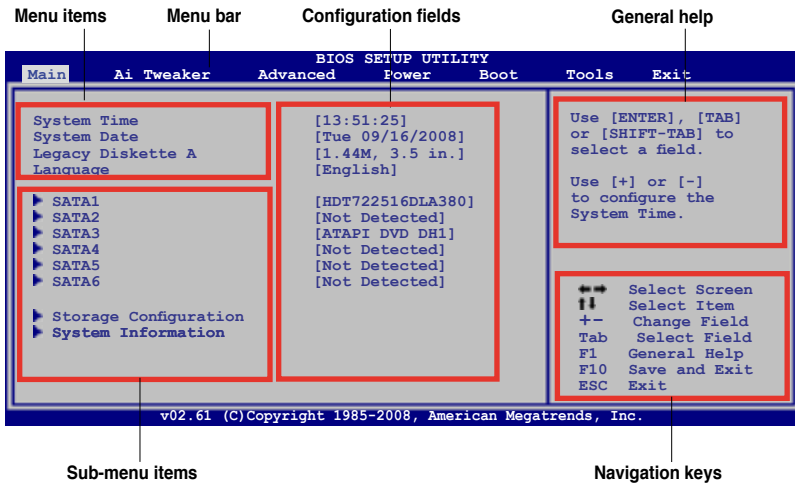 Menu items Menu bar Configuration fields General help
BIOS SETUP UTILITY
Main Ai Tweaker Advanced Power Boot Tools Exit
System Time [13:51:25]
System Date [Tue 09/16/2008]
Legacy Diskette A [1.44M, 3.5 in.]
Language [English]
SATA1 [HDT722516DLA380]
SATA2 [Not Detected]
SATA3 [ATAPI DVD DH1]
SATA4 [Not Detected]
SATA5 [Not Detected]
SATA6 [Not Detected]
Storage Configuration
System Information
Use [ENTER], [TAB]
or [SHIFT-TAB] to
select a field.
Use [+] or [-]
to configure the
System Time.
←→ Select Screen
↑↓ Select Item
+- Change Field
Tab Select Field
F1 General Help
F10 Save and Exit
ESC Exit
v02.61 (C)Copyright 1985-2008, American Megatrends, Inc.
Sub-menu items Navigation keys